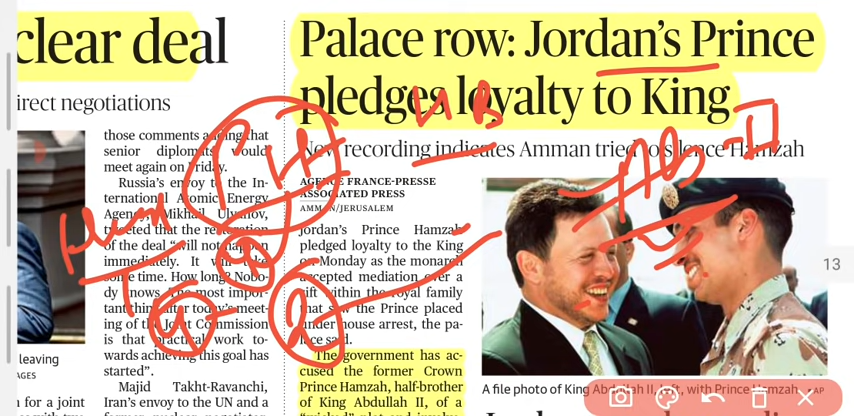 clear deal
irect negotiations
those comments adding that
senior diplomats would
meet again on Friday.
Russia's envoy to the In-
ternational Atomic Energy
Agency, Mikhail Ulyanov,
tweeted that the restoration
of the deal "will not happen
immediately. It will take
some time. How long? Nobo-
dy knows. The most impor-
tant thing after today's meet-
ing of the Joint Commission
is that practical work to-
wards achieving this goal has
started".
Majid Takht-Ravanchi,
Iran's envoy to the UN and a
leaving
AGES
n for a joint
Palace row: Jordan's Prince
pledges loyalty to King
New recording indicates Amman tried to silence Hamzah
AGENCE FRANCE-PRESSE
ASSOCIATED PRESS
AMMAN/JERUSALEM
Jordan's Prince Hamzah
pledged loyalty to the King
on Monday as the monarch
accepted mediation over a
rift within the royal family
that saw the Prince placed
under house arrest, the pa-
lace said.
The government has ac-
cused the former Crown
Prince Hamzah, half-brother
of King Abdullah II, of a
A file photo of King Abdullah II, left, with Prince Hamzah. AP
13